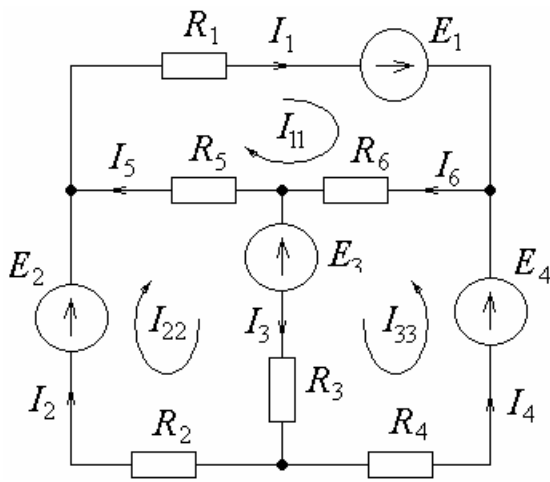 R1 I1 E1
I11
I5 R5 R6 I6
E2 E3 E4
I22 I3 I33
R3
I2 R2 R4 I4